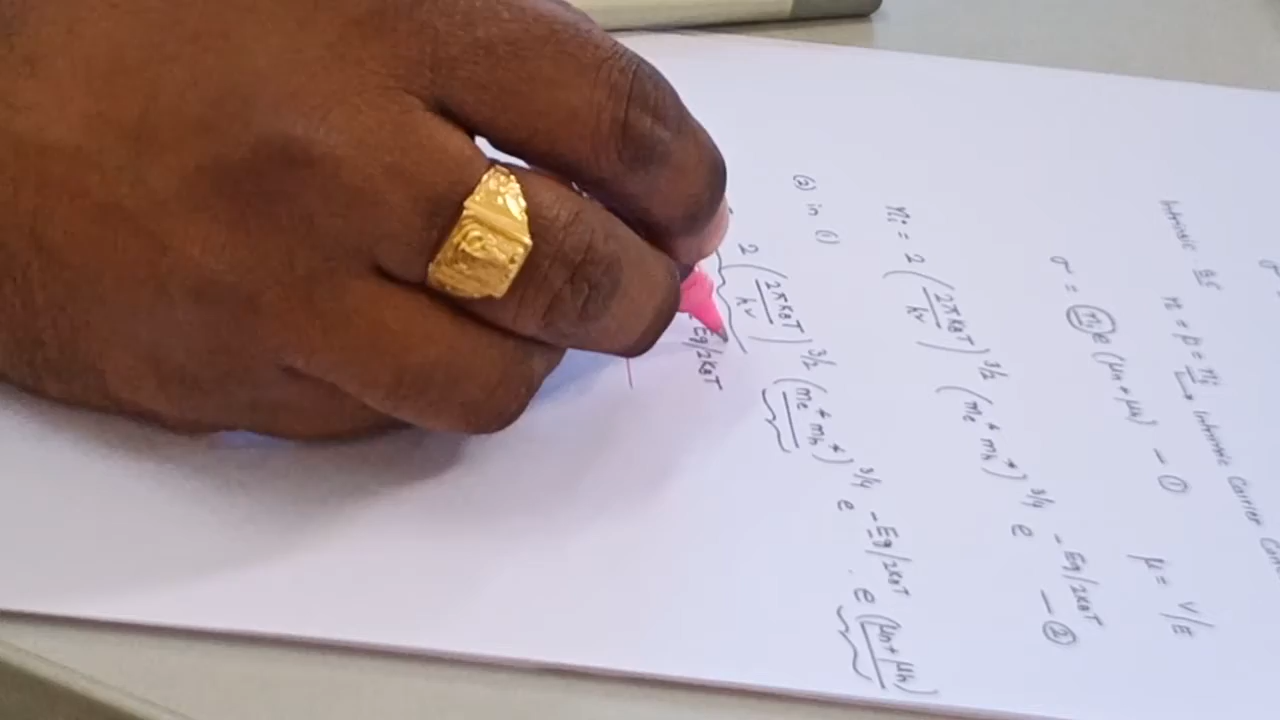 σ
Intrinsic SC n = p = ni → Intrinsic Carrier
μ = V/E
σ = ni e (μn + μh) — ①
ni = 2 (2πKBT/h²)^3/2 (me* mh*)^3/4 e^-Eg/2KBT — ②
(2) in (1)
2 (2πKBT/h²)^3/2 (me* mh*)^3/4 e^-Eg/2KBT . e (μn + μh)
-Eg/2KBT